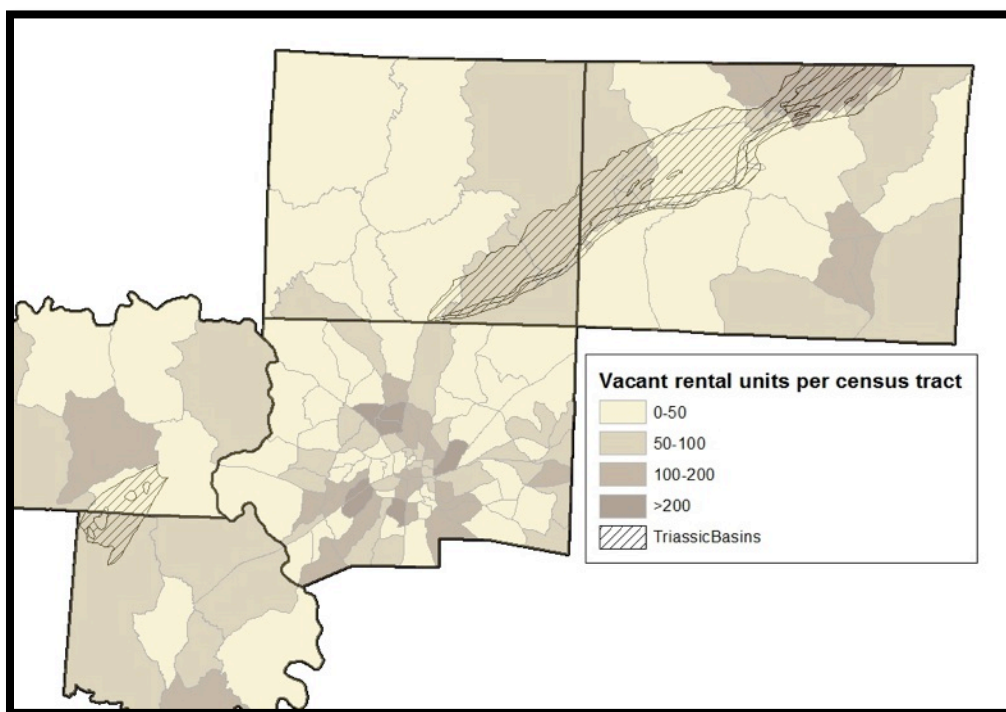 Vacant rental units per census tract
0-50
50-100
100-200
>200
TriassicBasins